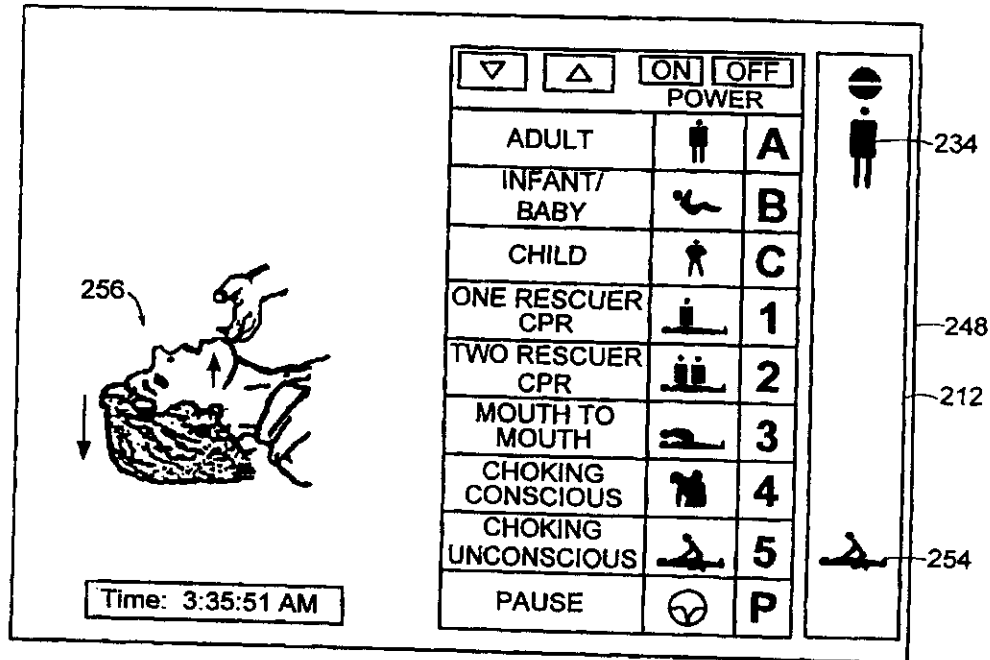 ON OFF
POWER
ADULT A
INFANT/
BABY B
CHILD C
ONE RESCUER
CPR 1
TWO RESCUER
CPR 2
MOUTH TO
MOUTH 3
CHOKING
CONSCIOUS 4
CHOKING
UNCONSCIOUS 5
PAUSE P
234
248
212
254
256
Time: 3:35:51 AM